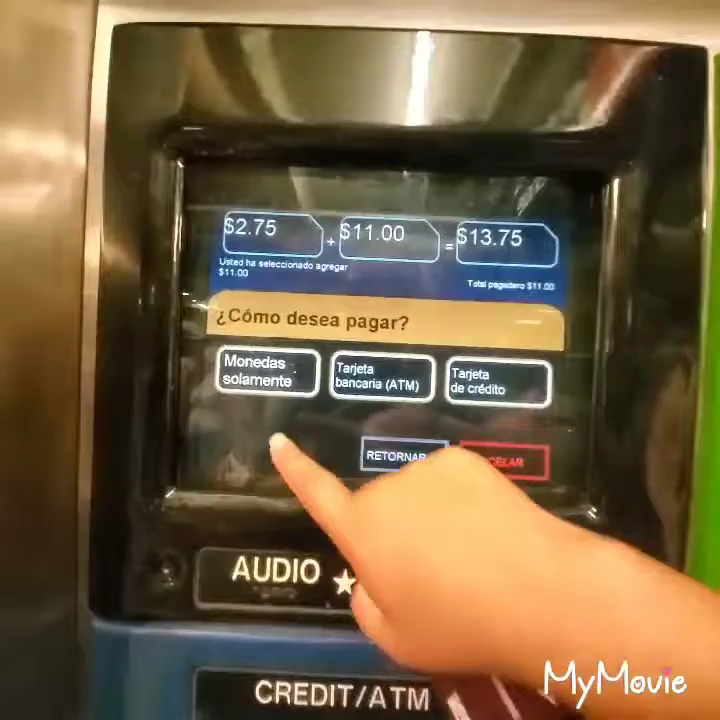 $2.75 + $11.00 = $13.75
Usted ha seleccionado agregar
$11.00
Total pagadero $11.00
¿Cómo desea pagar?
Monedas
solamente
Tarjeta
bancaria (ATM)
Tarjeta
de crédito
RETORNAR
AUDIO ★
CREDIT/ATM
MyMovie